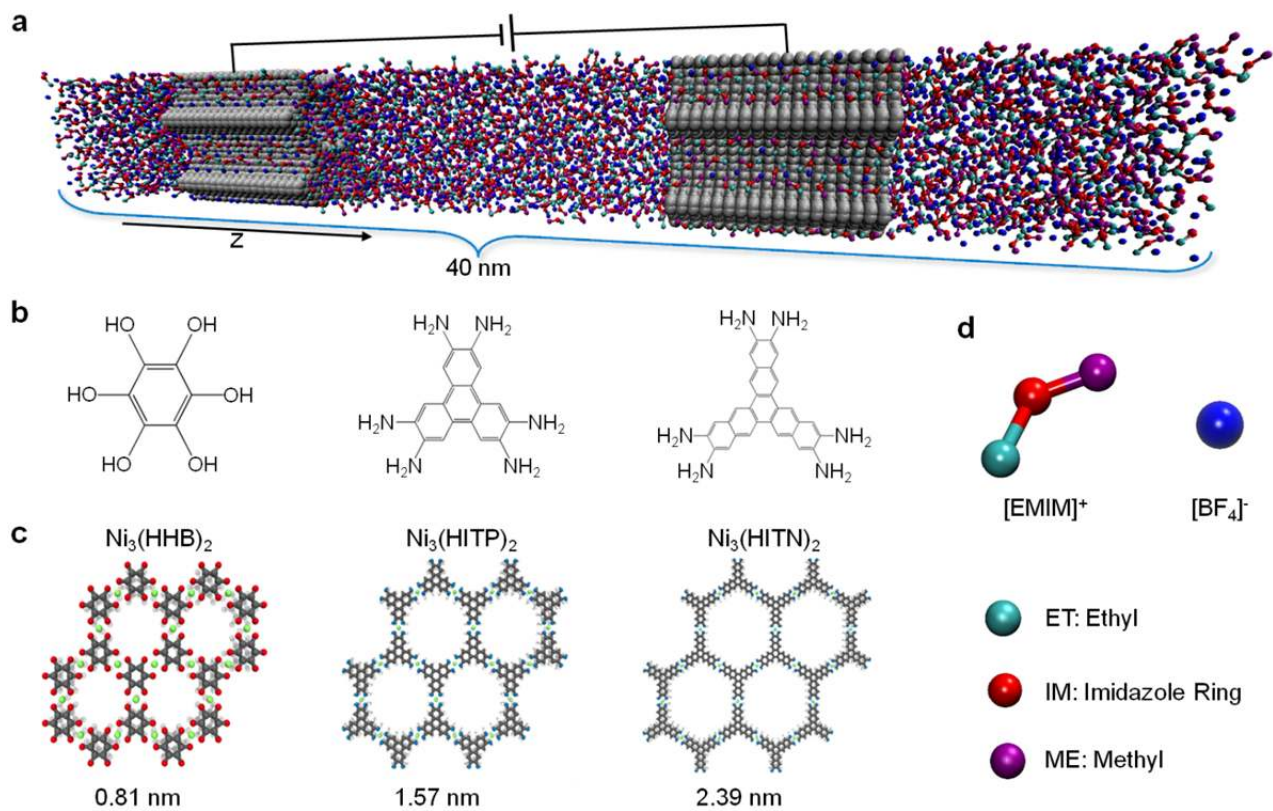 a
Z
40 nm
b
HO OH
HO OH
HO OH
H₂N NH₂
H₂N NH₂
H₂N NH₂
H₂N NH₂
H₂N NH₂
H₂N NH₂
c
Ni₃(HHB)₂ Ni₃(HITP)₂ Ni₃(HITN)₂
0.81 nm 1.57 nm 2.39 nm
d
[EMIM]⁺ [BF₄]⁻
ET: Ethyl
IM: Imidazole Ring
ME: Methyl